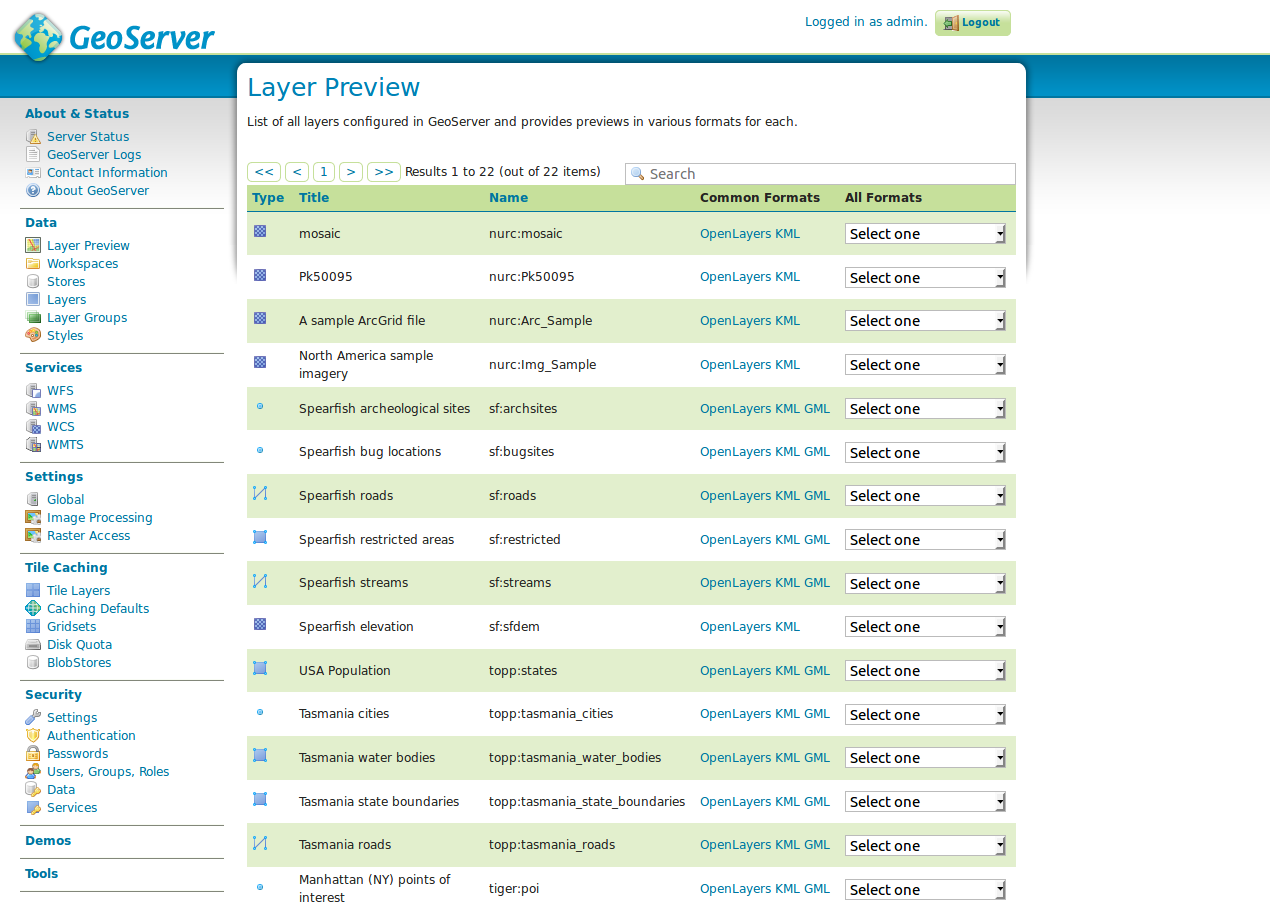 GeoServer
Logged in as admin. Logout
Layer Preview
List of all layers configured in GeoServer and provides previews in various formats for each.
About & Status
Server Status
GeoServer Logs
Contact Information
About GeoServer
Data
Layer Preview
Workspaces
Stores
Layers
Layer Groups
Styles
Services
WFS
WMS
WCS
WMTS
Settings
Global
Image Processing
Raster Access
Tile Caching
Tile Layers
Caching Defaults
Gridsets
Disk Quota
BlobStores
Security
Settings
Authentication
Passwords
Users, Groups, Roles
Data
Services
Demos
Tools
<< < 1 > >> Results 1 to 22 (out of 22 items) Search
Type Title Name Common Formats All Formats
mosaic nurc:mosaic OpenLayers KML Select one
Pk50095 nurc:Pk50095 OpenLayers KML Select one
A sample ArcGrid file nurc:Arc_Sample OpenLayers KML Select one
North America sample
imagery nurc:Img_Sample OpenLayers KML Select one
Spearfish archeological sites sf:archsites OpenLayers KML GML Select one
Spearfish bug locations sf:bugsites OpenLayers KML GML Select one
Spearfish roads sf:roads OpenLayers KML GML Select one
Spearfish restricted areas sf:restricted OpenLayers KML GML Select one
Spearfish streams sf:streams OpenLayers KML GML Select one
Spearfish elevation sf:sfdem OpenLayers KML Select one
USA Population topp:states OpenLayers KML GML Select one
Tasmania cities topp:tasmania_cities OpenLayers KML GML Select one
Tasmania water bodies topp:tasmania_water_bodies OpenLayers KML GML Select one
Tasmania state boundaries topp:tasmania_state_boundaries OpenLayers KML GML Select one
Tasmania roads topp:tasmania_roads OpenLayers KML GML Select one
Manhattan (NY) points of
interest tiger:poi OpenLayers KML GML Select one